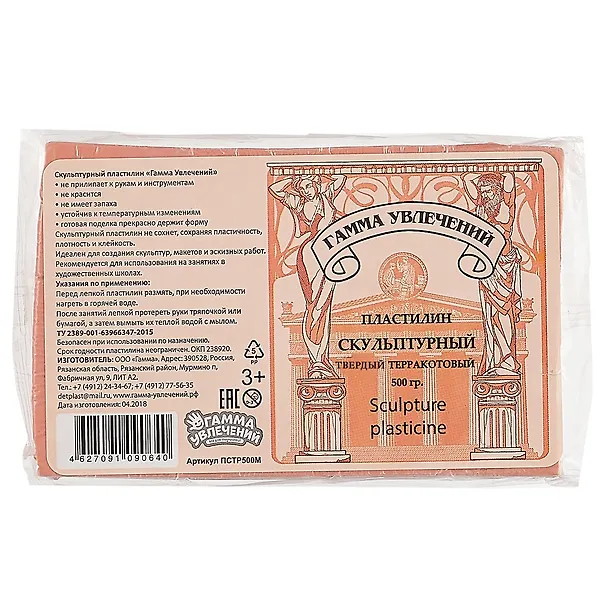 Скульптурный пластилин «Гамма Увлечений»
• не прилипает к рукам и инструментам
• не красится
• не имеет запаха
• устойчив к температурным изменениям
• готовая поделка прекрасно держит форму
Скульптурный пластилин не сохнет, сохраняя пластичность,
плотность и клейкость.
Идеален для создания скульптур, макетов и эскизных работ.
Рекомендуется для использования на занятиях в
художественных школах.
Указания по применению:
Перед лепкой пластилин размять, при необходимости
нагреть в горячей воде.
После занятий лепкой протереть руки тряпочкой или
бумагой, а затем вымыть их теплой водой с мылом.
ТУ 2389-001-63966347-2015
Безопасен при использовании по назначению.
Срок годности пластилина неограничен. ОКП 238920.
ИЗГОТОВИТЕЛЬ: ООО «Гамма», Адрес: 390528, Россия,
Рязанская область, Рязанский район, Мурмино п,
Фабричная ул, 9, ЛИТ А2.
Тел.: +7 (4912) 24-34-67; +7 (4912) 77-56-35
detplast@mail.ru, www.гамма-увлечений.рф
Дата изготовления: 04.2018
5
PP
EAC
3+
4 627091 090640
ГАММА
УВЛЕЧЕНИЙ
Артикул ПСТР500М
ГАММА УВЛЕЧЕНИЙ
ПЛАСТИЛИН
СКУЛЬПТУРНЫЙ
ТВЕРДЫЙ ТЕРРАКОТОВЫЙ
500 гр.
Sculpture
plasticine